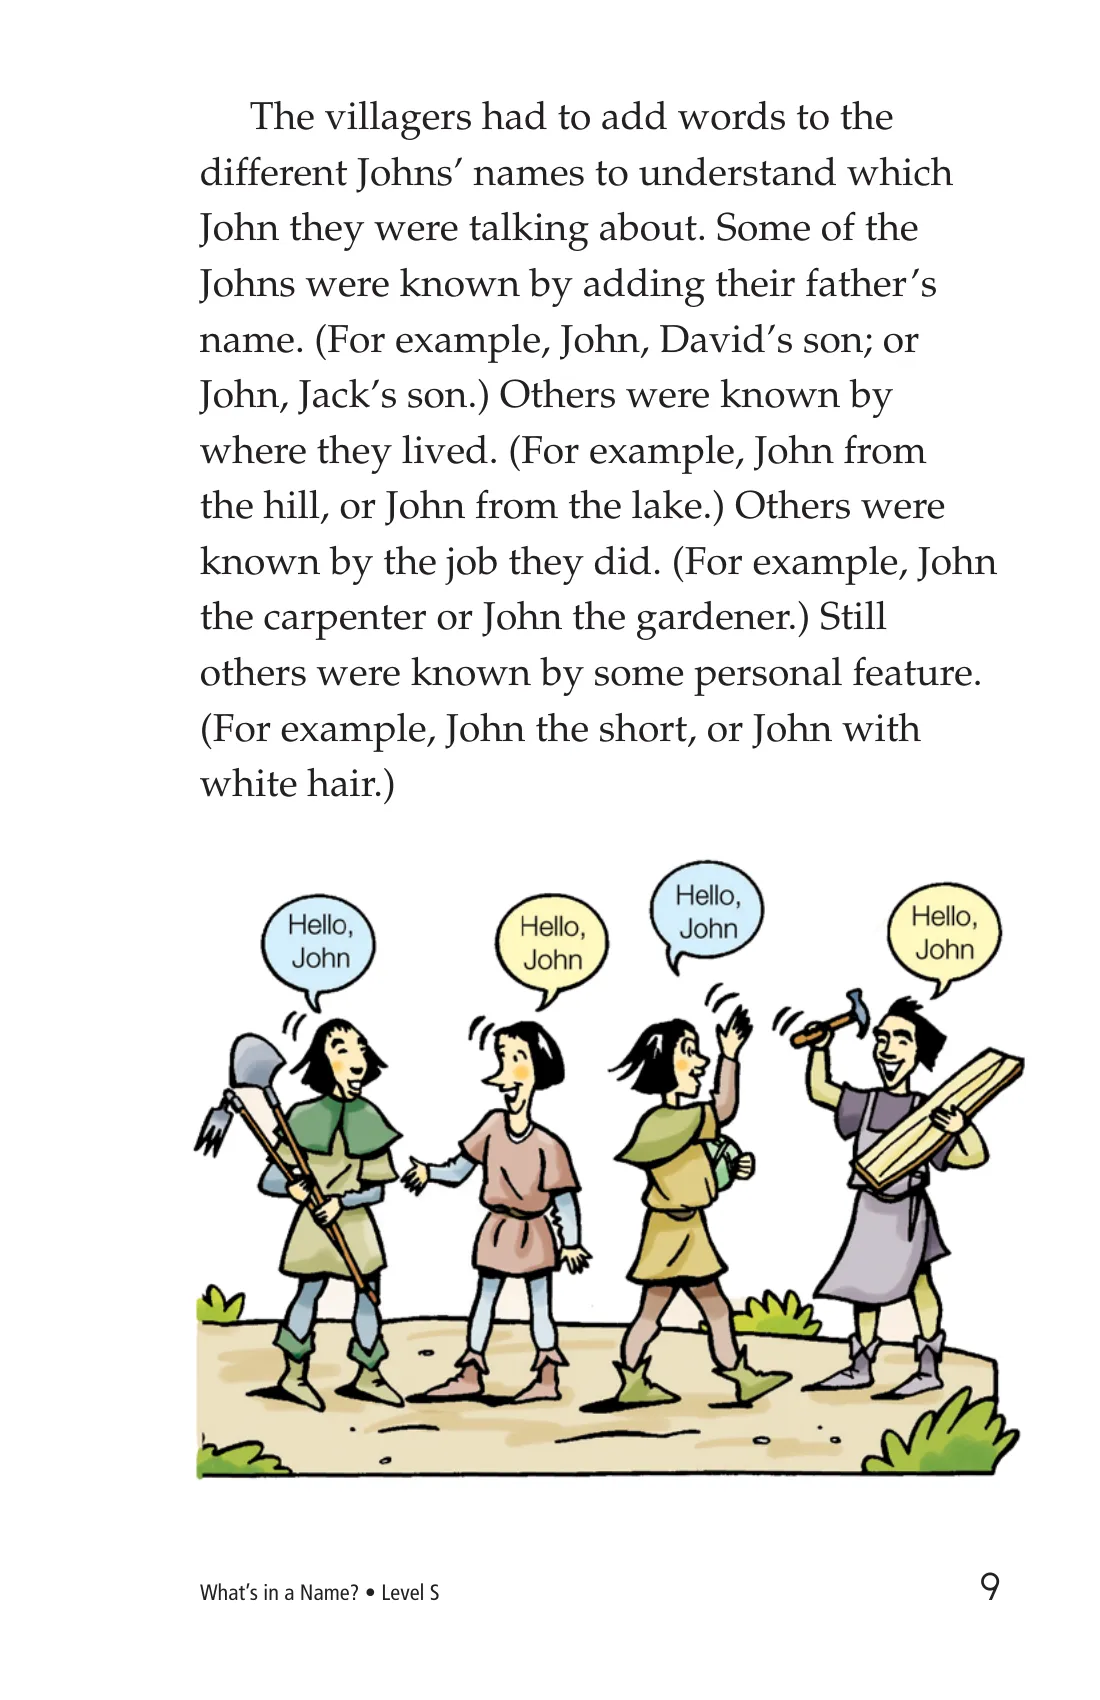 The villagers had to add words to the
different Johns’ names to understand which
John they were talking about. Some of the
Johns were known by adding their father’s
name. (For example, John, David’s son; or
John, Jack’s son.) Others were known by
where they lived. (For example, John from
the hill, or John from the lake.) Others were
known by the job they did. (For example, John
the carpenter or John the gardener.) Still
others were known by some personal feature.
(For example, John the short, or John with
white hair.)
Hello,
John
Hello,
John
Hello,
John
Hello,
John
What’s in a Name? • Level S
9